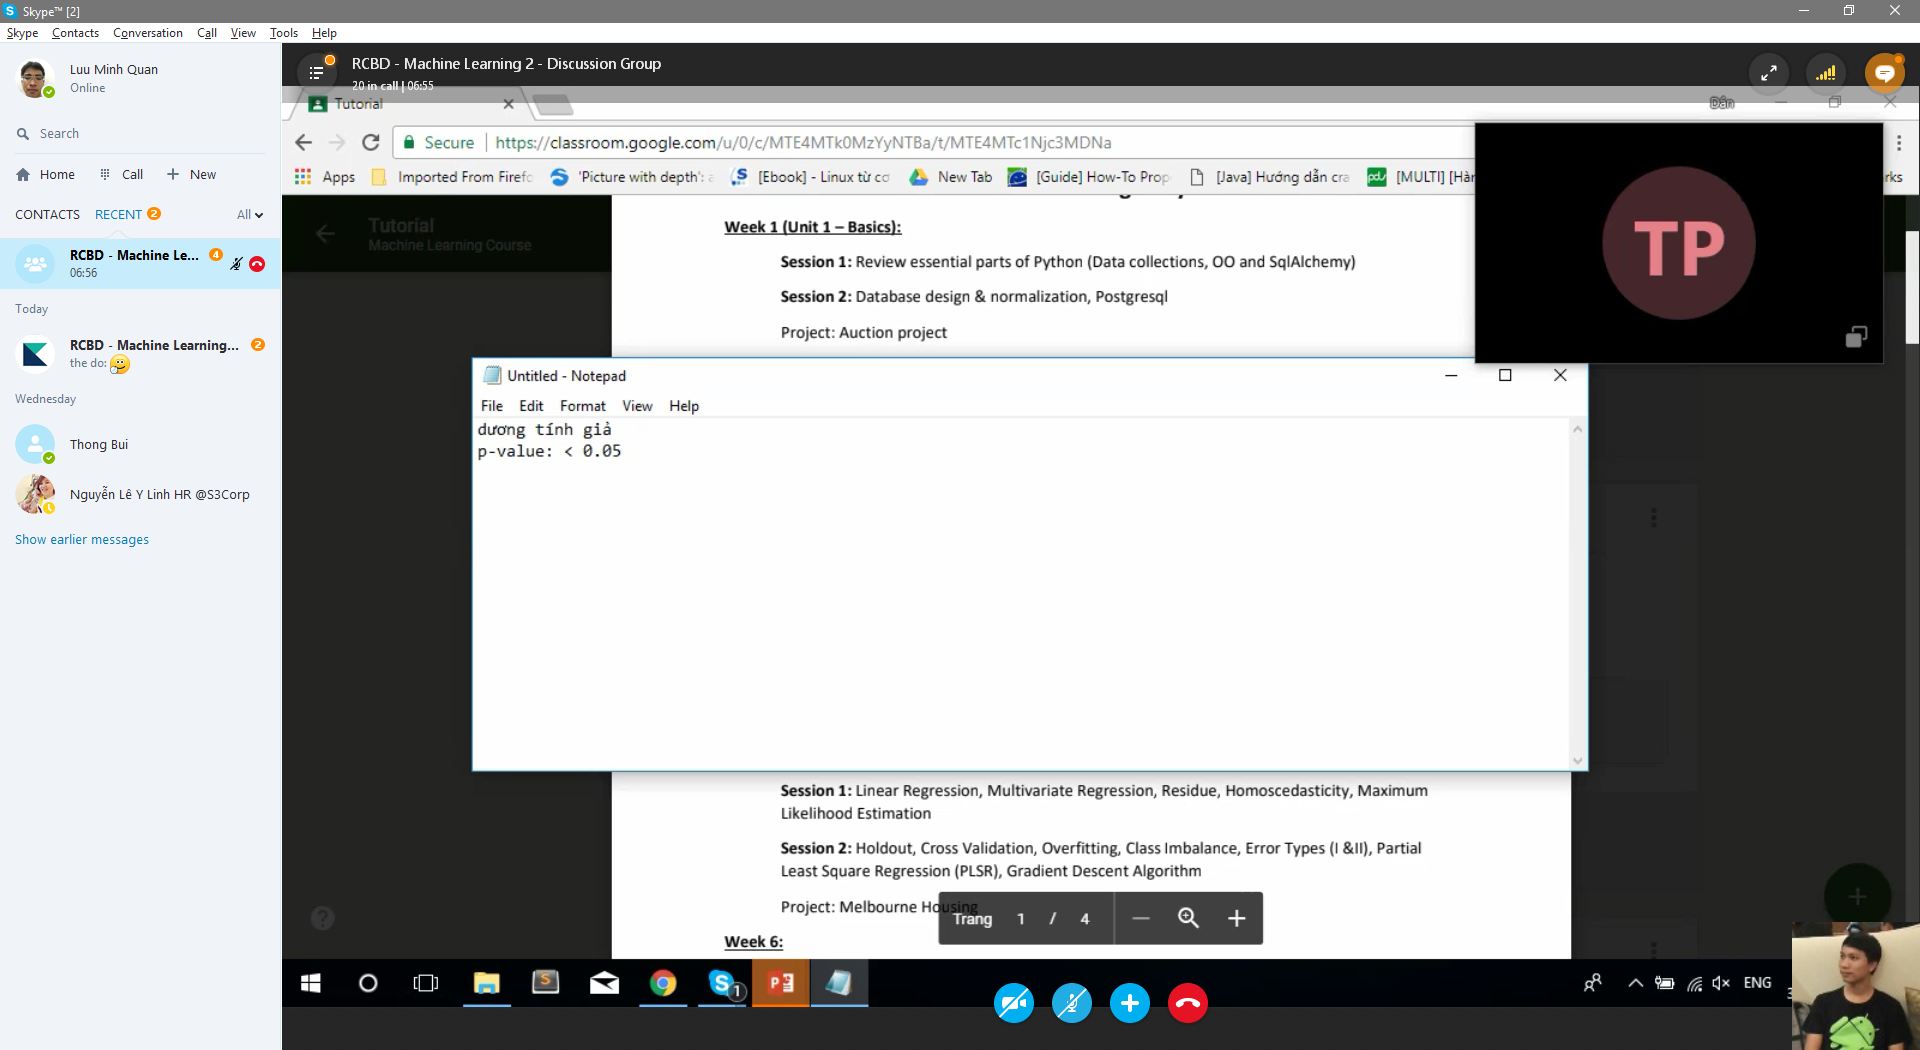 Skype™ [2]
Skype Contacts Conversation Call View Tools Help
Luu Minh Quan
Online
Search
Home Call New
CONTACTS RECENT 2 All
RCBD - Machine Le... 4
06:56
Today
RCBD - Machine Learning... 2
the do:
Wednesday
Thong Bui
Nguyễn Lê Y Linh HR @S3Corp
Show earlier messages
RCBD - Machine Learning 2 - Discussion Group
20 in call | 06:55
Tutorial
Dân
Secure https://classroom.google.com/u/0/c/MTE4MTk0MzYyNTBa/t/MTE4MTc1Njc3MDNa
Apps Imported From Firefo 'Picture with depth': a [Ebook] - Linux từ cơ New Tab [Guide] How-To Prop [Java] Hướng dẫn cra [MULTI] [Hàn rks
Tutorial
Machine Learning Course
Week 1 (Unit 1 – Basics):
Session 1: Review essential parts of Python (Data collections, OO and SqlAlchemy)
Session 2: Database design & normalization, Postgresql
Project: Auction project
TP
Untitled - Notepad
File Edit Format View Help
dương tính giả
p-value: < 0.05
Session 1: Linear Regression, Multivariate Regression, Residue, Homoscedasticity, Maximum
Likelihood Estimation
Session 2: Holdout, Cross Validation, Overfitting, Class Imbalance, Error Types (I &II), Partial
Least Square Regression (PLSR), Gradient Descent Algorithm
Project: Melbourne Housing
Trang 1 / 4
Week 6:
1
ENG